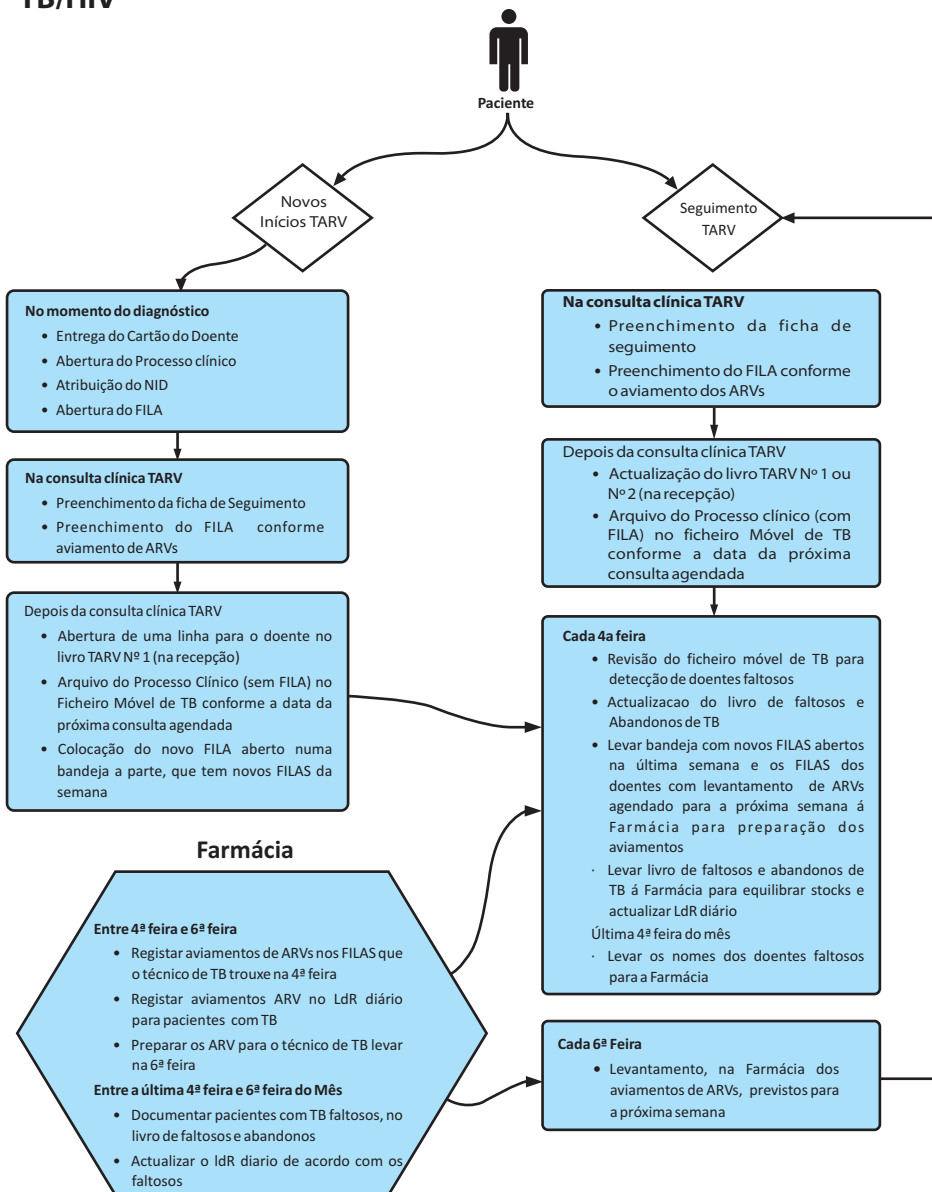 TB/HIV
Paciente
Novos
Inícios TARV
Seguimento
TARV
No momento do diagnóstico
• Entrega do Cartão do Doente
• Abertura do Processo clínico
• Atribuição do NID
• Abertura do FILA
Na consulta clínica TARV
• Preenchimento da ficha de Seguimento
• Preenchimento do FILA conforme
aviamento de ARVs
Depois da consulta clínica TARV
• Abertura de uma linha para o doente no
livro TARV Nº 1 (na recepção)
• Arquivo do Processo Clínico (sem FILA) no
Ficheiro Móvel de TB conforme a data da
próxima consulta agendada
• Colocação do novo FILA aberto numa
bandeja a parte, que tem novos FILAS da
semana
Na consulta clínica TARV
• Preenchimento da ficha de
seguimento
• Preenchimento do FILA conforme
o aviamento dos ARVs
Depois da consulta clínica TARV
• Actualização do livro TARV Nº 1 ou
Nº 2 (na recepção)
• Arquivo do Processo clínico (com
FILA) no ficheiro Móvel de TB
conforme a data da próxima
consulta agendada
Cada 4a feira
• Revisão do ficheiro móvel de TB para
detecção de doentes faltosos
• Actualizacao do livro de faltosos e
Abandonos de TB
• Levar bandeja com novos FILAS abertos
na última semana e os FILAS dos
doentes com levantamento de ARVs
agendado para a próxima semana á
Farmácia para preparação dos
aviamentos
· Levar livro de faltosos e abandonos de
TB á Farmácia para equilibrar stocks e
actualizar LdR diário
Última 4ª feira do mês
· Levar os nomes dos doentes faltosos
para a Farmácia
Farmácia
Entre 4ª feira e 6ª feira
• Registar aviamentos de ARVs nos FILAS que
o técnico de TB trouxe na 4ª feira
• Registar aviamentos ARV no LdR diário
para pacientes com TB
• Preparar os ARV para o técnico de TB levar
na 6ª feira
Entre a última 4ª feira e 6ª feira do Mês
• Documentar pacientes com TB faltosos, no
livro de faltosos e abandonos
• Actualizar o ldR diario de acordo com os
faltosos
Cada 6ª Feira
• Levantamento, na Farmácia dos
aviamentos de ARVs, previstos para
a próxima semana